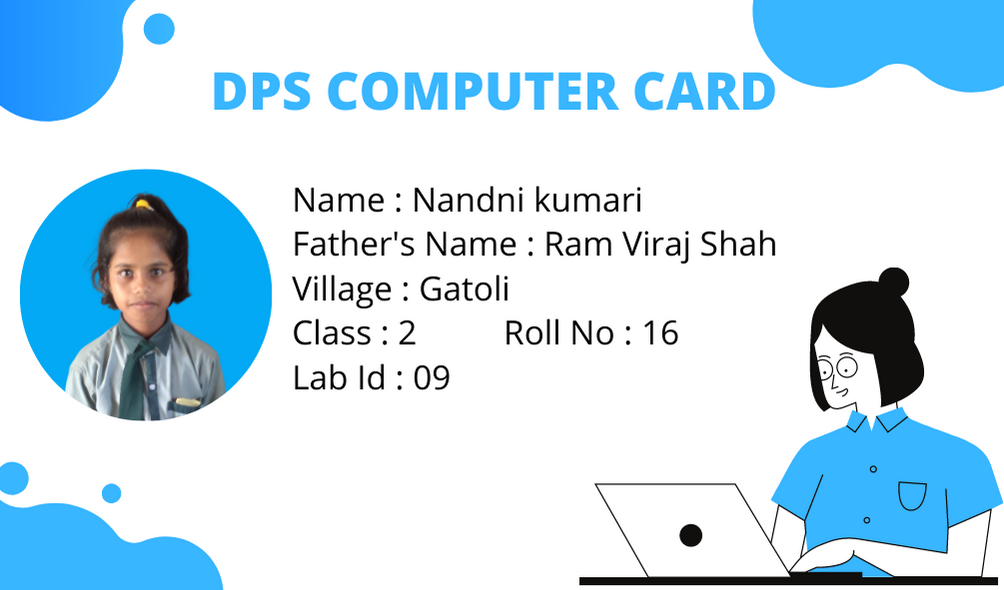 DPS COMPUTER CARD
Name : Nandni kumari
Father's Name : Ram Viraj Shah
Village : Gatoli
Class : 2 Roll No : 16
Lab Id : 09